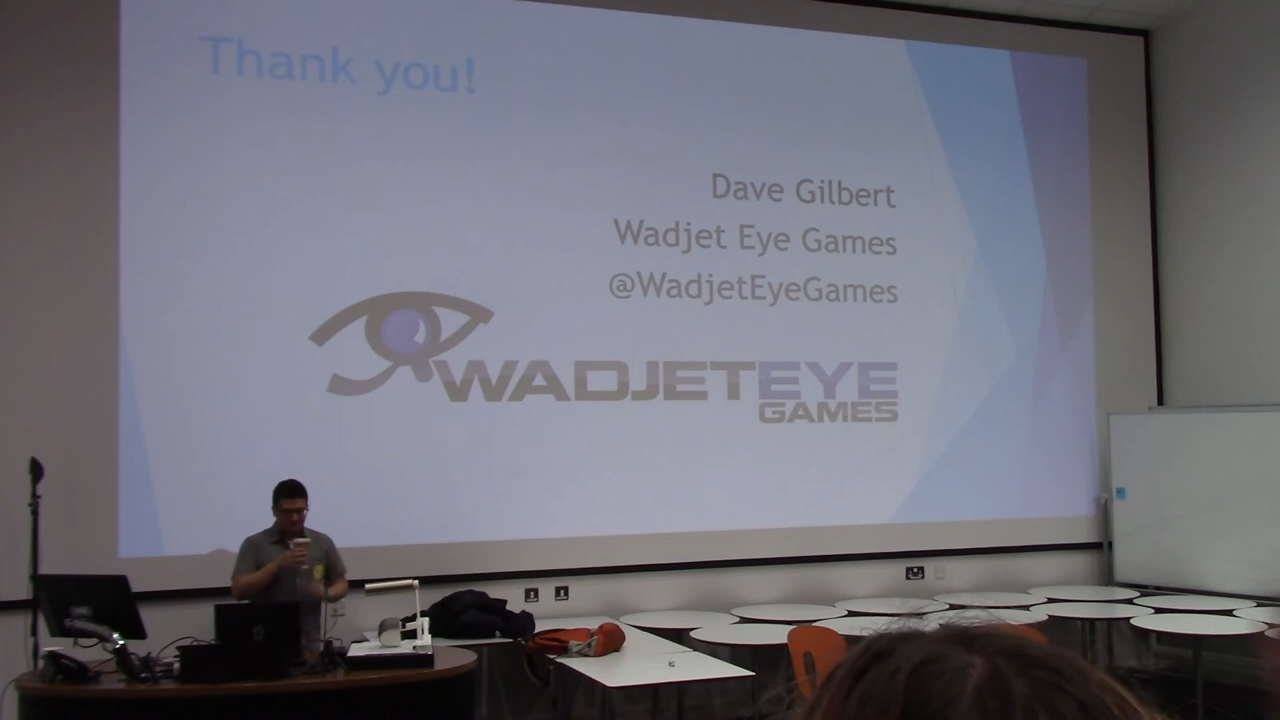 Thank you!
Dave Gilbert
Wadjet Eye Games
@WadjetEyeGames
WADJETEYE
GAMES